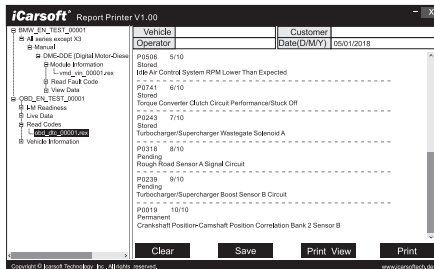 iCarsoft® Report Printer V1.00
BMW_EN_TEST_00001
All series except X3
Manual
DME-DDE (Digital Motor-Diese
Module Information
vmd_vin_00001.rex
Read Fault Code
View Data
OBD_EN_TEST_00001
I-M Readiness
Live Data
Read Codes
obd_dtc_00001.rex
Vehicle Information
Vehicle
Customer
Operator
Date(D/M/Y) 05/01/2018
P0506 5/10
Stored
Idle Air Control System RPM Lower Than Expected
P0741 6/10
Stored
Torque Converter Clutch Circuit Performance/Stuck Off
P0243 7/10
Stored
Turbocharger/Supercharger Wastegate Solenoid A
P0318 8/10
Pending
Rough Road Sensor A Signal Circuit
P0239 9/10
Pending
Turbocharger/Supercharger Boost Sensor B Circuit
P0019 10/10
Permanent
Crankshaft Position-Camshaft Position Correlation Bank 2 Sensor B
Clear
Save
Print View
Print
Copyright © Icarsoft Technology Inc., All rights reserved.
www.icarsoftech.de